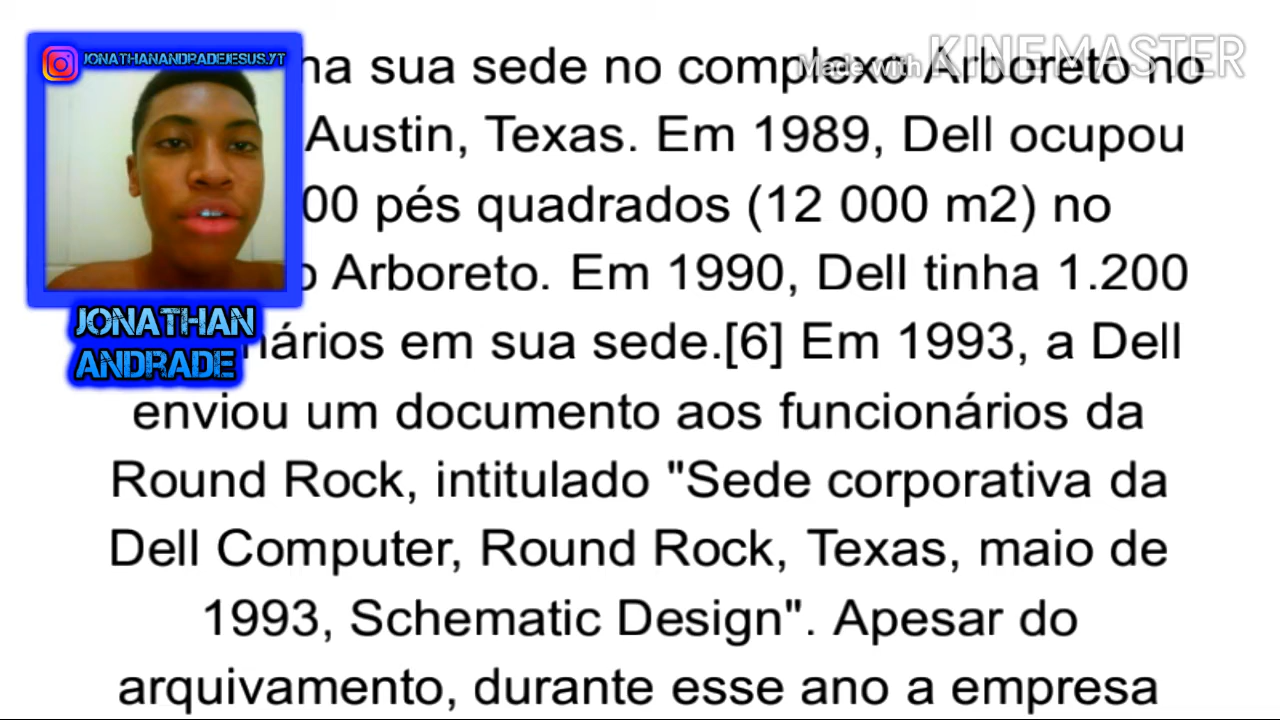 JONATHANANDRADEJESUS.YT
Made with KINEMASTER
sua sede no complexo Arboreto no
Austin, Texas. Em 1989, Dell ocupou
pés quadrados (12 000 m2) no
Arboreto. Em 1990, Dell tinha 1.200
JONATHAN
ANDRADE
em sua sede.[6] Em 1993, a Dell
enviou um documento aos funcionários da
Round Rock, intitulado "Sede corporativa da
Dell Computer, Round Rock, Texas, maio de
1993, Schematic Design". Apesar do
arquivamento, durante esse ano a empresa